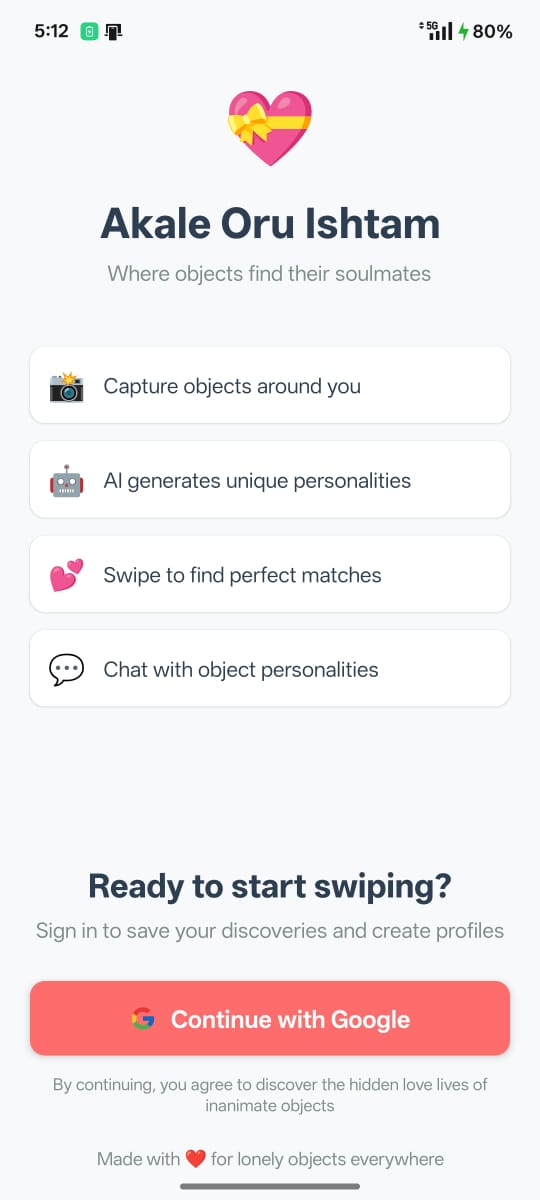 5:12
5G
80%
Akale Oru Ishtam
Where objects find their soulmates
Capture objects around you
AI generates unique personalities
Swipe to find perfect matches
Chat with object personalities
Ready to start swiping?
Sign in to save your discoveries and create profiles
Continue with Google
By continuing, you agree to discover the hidden love lives of
inanimate objects
Made with ❤️ for lonely objects everywhere